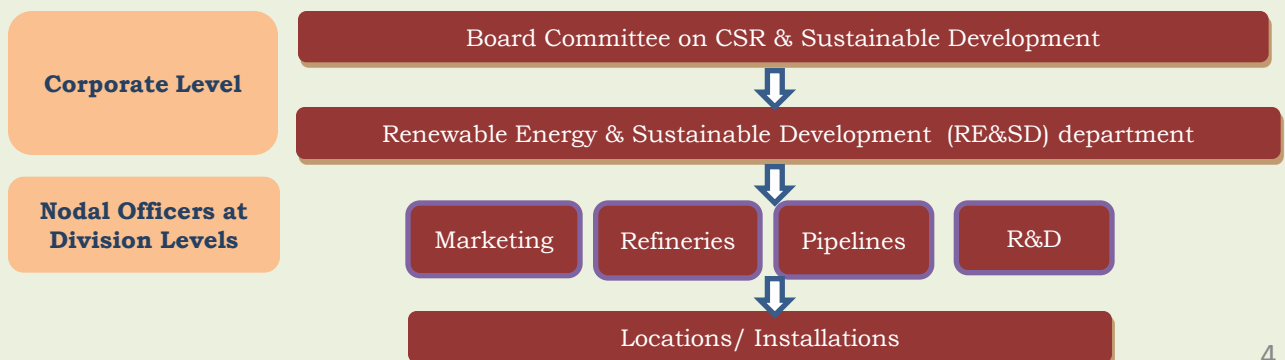 Corporate Level
Board Committee on CSR & Sustainable Development
Renewable Energy & Sustainable Development (RE&SD) department
Nodal Officers at
Division Levels
Marketing
Refineries
Pipelines
R&D
Locations/ Installations
4